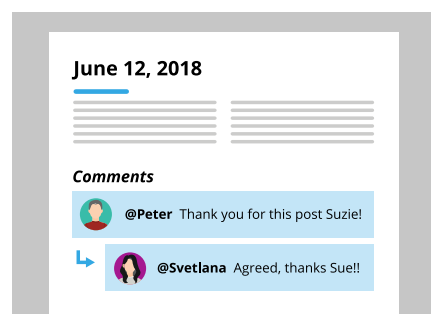 June 12, 2018
Comments
@Peter Thank you for this post Suzie!
@Svetlana Agreed, thanks Sue!!